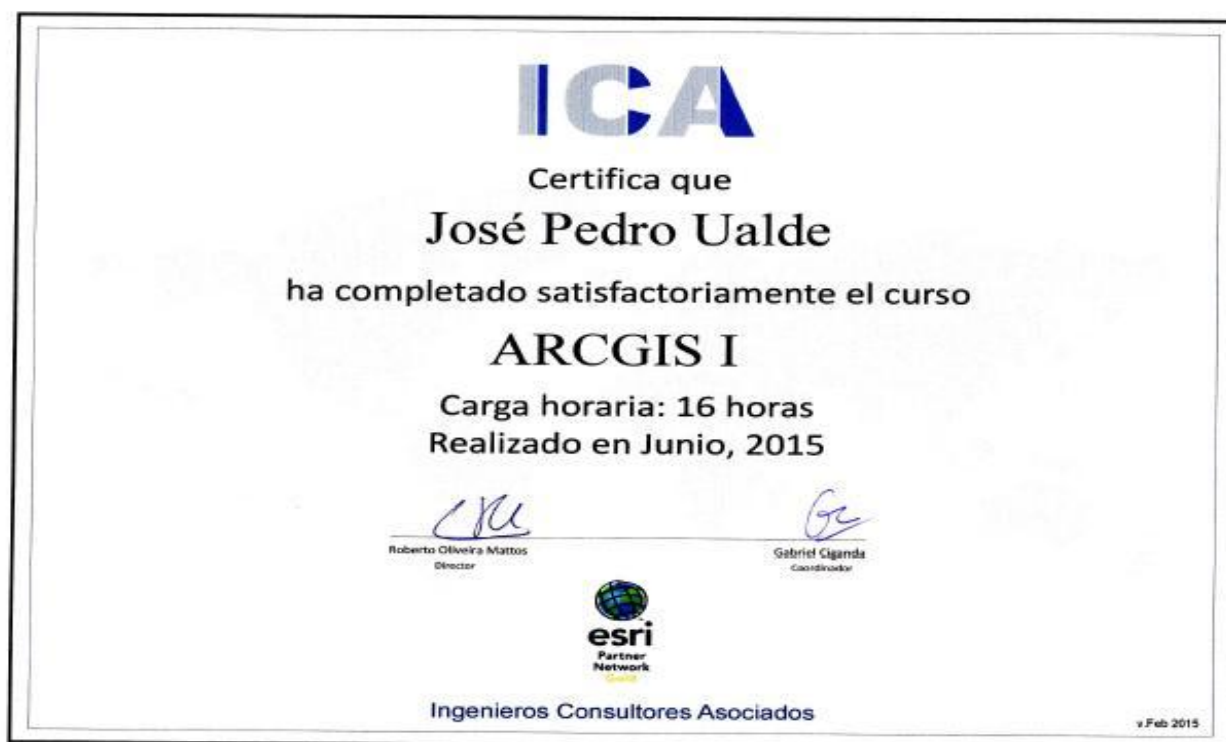 ICA
Certifica que
José Pedro Ualde
ha completado satisfactoriamente el curso
ARCGIS I
Carga horaria: 16 horas
Realizado en Junio, 2015
Roberto Oliveira Mattos
Director
Gabriel Ciganda
Coordinador
esri
Partner
Network
Gold
Ingenieros Consultores Asociados
v.Feb 2015